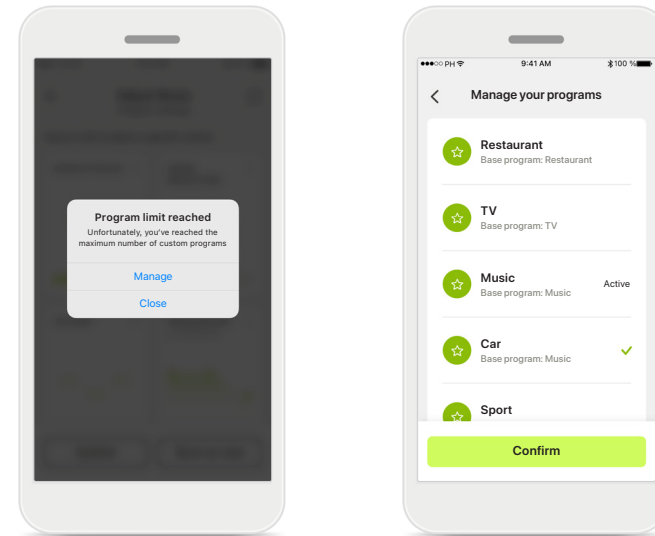 Program limit reached
Unfortunately, you've reached the
maximum number of custom programs
Manage
Close
PH
9:41 AM
100 %
Manage your programs
Restaurant
Base program: Restaurant
TV
Base program: TV
Music
Base program: Music
Active
Car
Base program: Music
Sport
Confirm